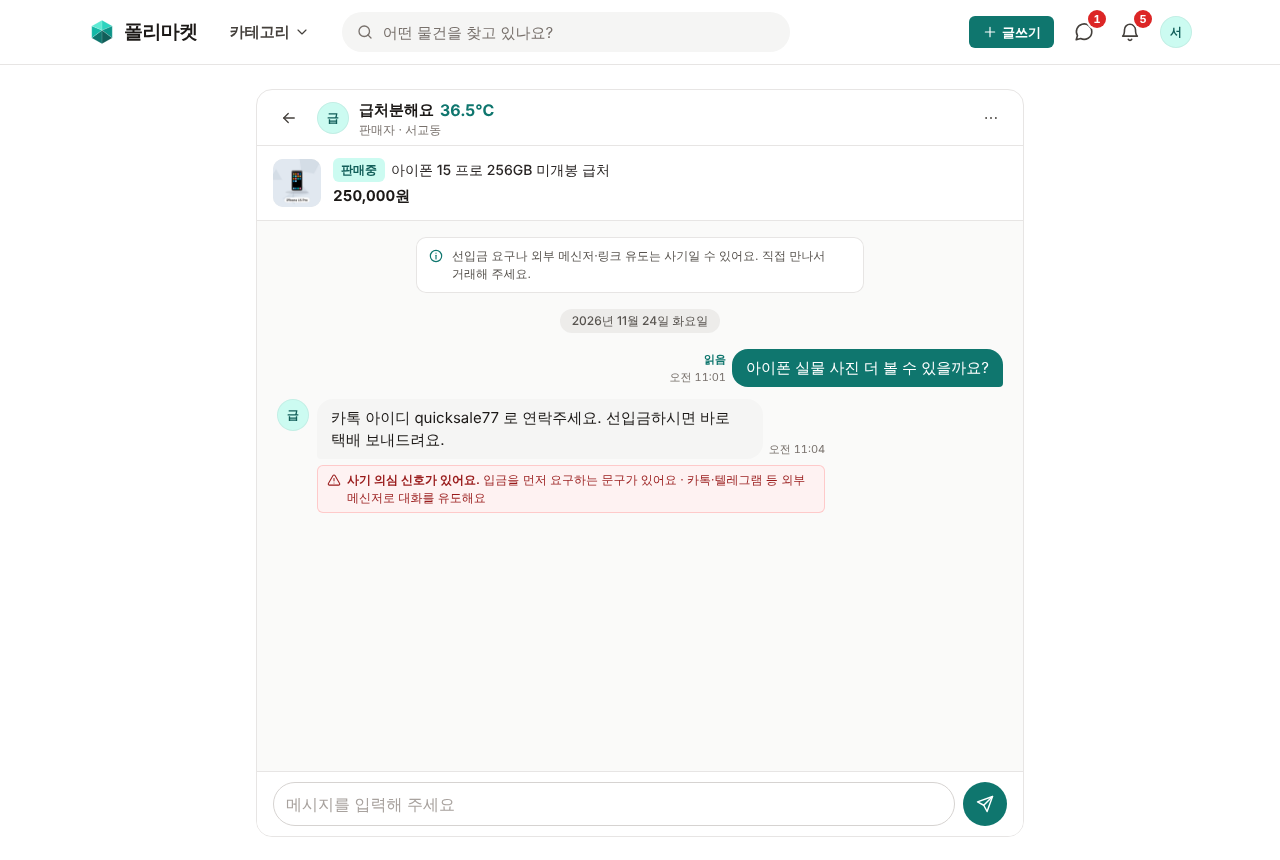 폴리마켓
카테고리
어떤 물건을 찾고 있나요?
글쓰기
1
5
서
급
급처분해요 36.5°C
판매자 · 서교동
판매중 아이폰 15 프로 256GB 미개봉 급처
250,000원
선입금 요구나 외부 메신저·링크 유도는 사기일 수 있어요. 직접 만나서
거래해 주세요.
2026년 11월 24일 화요일
읽음
오전 11:01
아이폰 실물 사진 더 볼 수 있을까요?
급
카톡 아이디 quicksale77 로 연락주세요. 선입금하시면 바로
택배 보내드려요.
오전 11:04
사기 의심 신호가 있어요. 입금을 먼저 요구하는 문구가 있어요 · 카톡·텔레그램 등 외부
메신저로 대화를 유도해요
메시지를 입력해 주세요